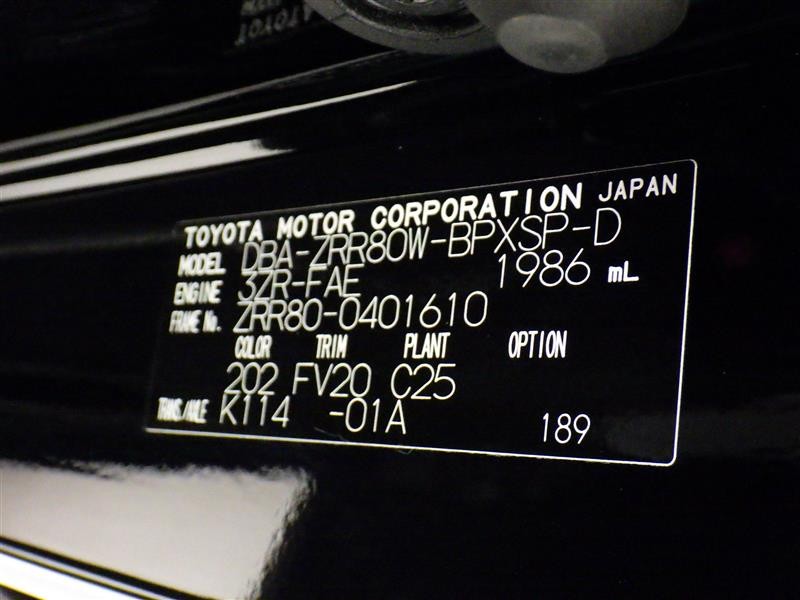 TOYOTA MOTOR CORPORATION JAPAN
MODEL DBA-ZRR80W-BPXSP-D
ENGINE 3ZR-FAE 1986 mL
FRAME No. ZRR80-0401610
COLOR TRIM PLANT OPTION
202 FV20 C25
TRANS./AXLE K114 -01A 189